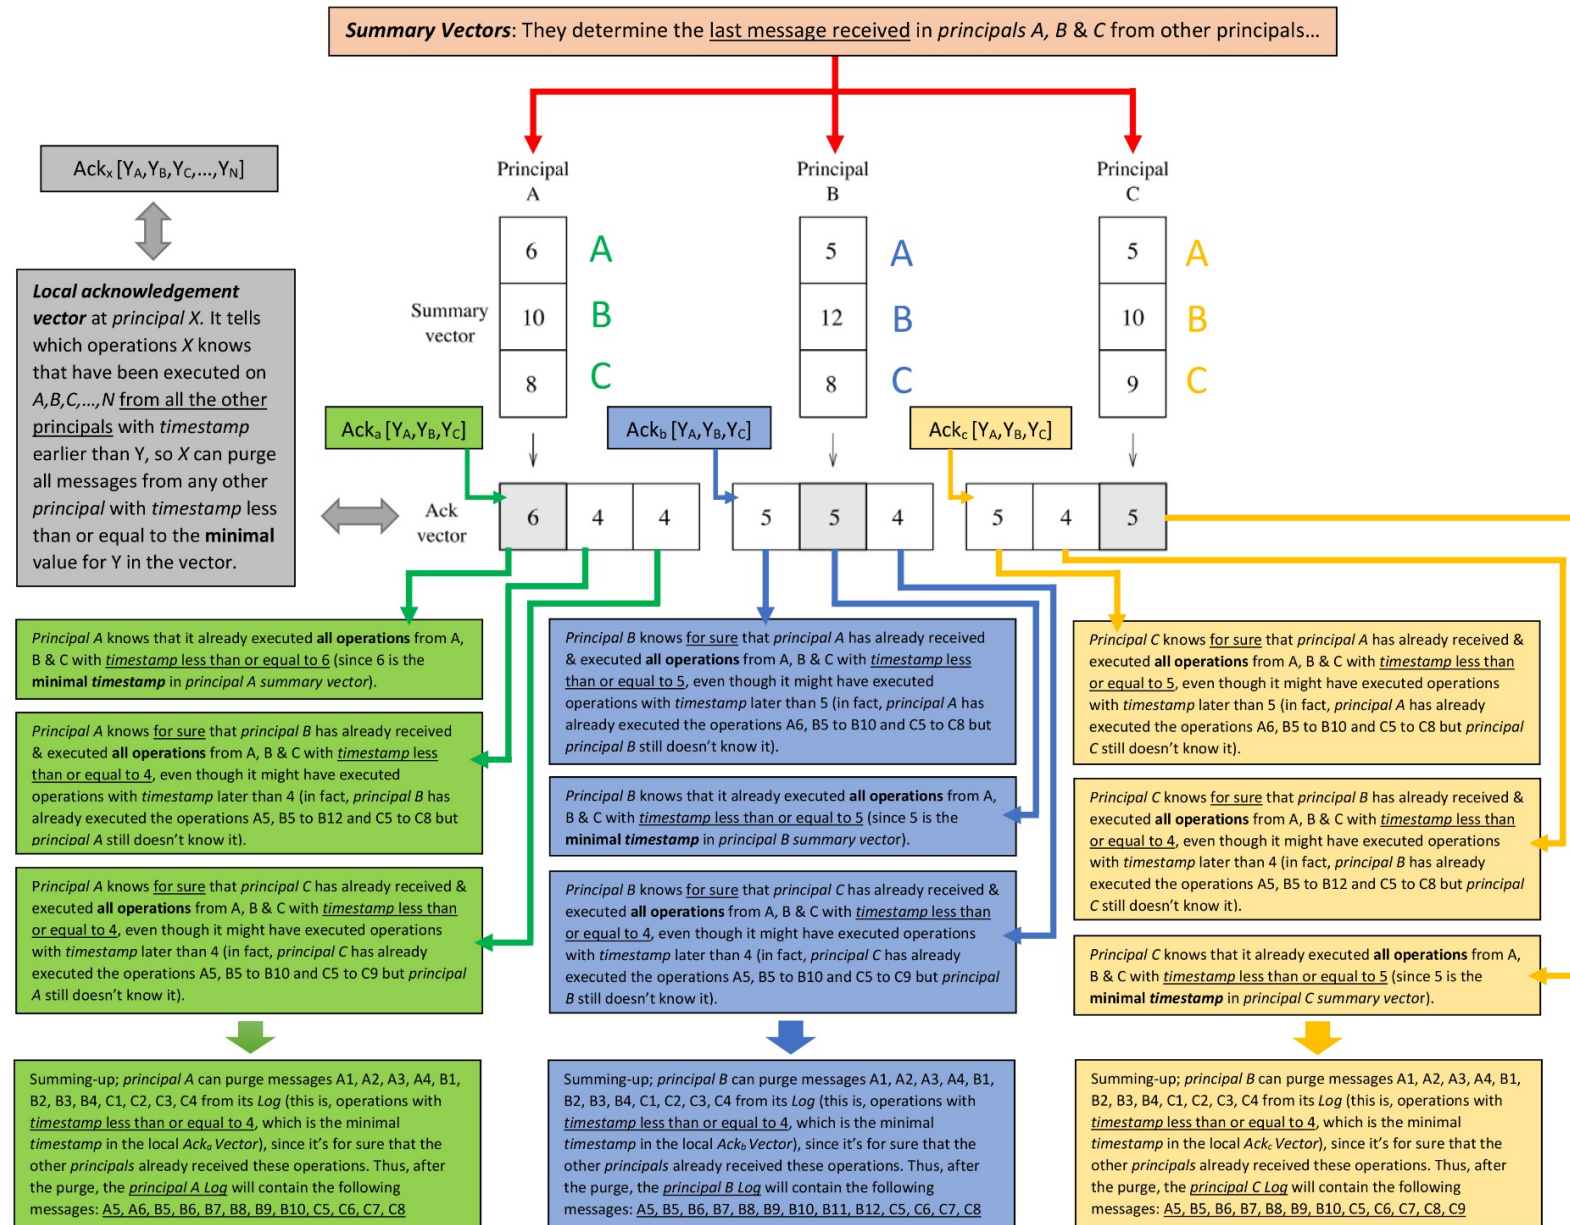 Summary Vectors: They determine the last message received in principals A, B & C from other principals…
Ackx [YA,YB,YC,…,YN]
Local acknowledgement
vector at principal X. It tells
which operations X knows
that have been executed on
A,B,C,…,N from all the other
principals with timestamp
earlier than Y, so X can purge
all messages from any other
principal with timestamp less
than or equal to the minimal
value for Y in the vector.
Principal
A
Principal
B
Principal
C
Summary
vector
6 A
10 B
8 C
5 A
12 B
8 C
5 A
10 B
9 C
Acka [YA,YB,YC]
Ackb [YA,YB,YC]
Ackc [YA,YB,YC]
Ack
vector
6 4 4
5 5 4
5 4 5
Principal A knows that it already executed all operations from A,
B & C with timestamp less than or equal to 6 (since 6 is the
minimal timestamp in principal A summary vector).
Principal A knows for sure that principal B has already received
& executed all operations from A, B & C with timestamp less
than or equal to 4, even though it might have executed
operations with timestamp later than 4 (in fact, principal B has
already executed the operations A5, B5 to B12 and C5 to C8 but
principal A still doesn’t know it).
Principal A knows for sure that principal C has already received &
executed all operations from A, B & C with timestamp less than
or equal to 4, even though it might have executed operations
with timestamp later than 4 (in fact, principal C has already
executed the operations A5, B5 to B10 and C5 to C9 but principal
A still doesn’t know it).
Summing-up; principal A can purge messages A1, A2, A3, A4, B1,
B2, B3, B4, C1, C2, C3, C4 from its Log (this is, operations with
timestamp less than or equal to 4, which is the minimal
timestamp in the local Acka Vector), since it’s for sure that the
other principals already received these operations. Thus, after
the purge, the principal A Log will contain the following
messages: A5, A6, B5, B6, B7, B8, B9, B10, C5, C6, C7, C8
Principal B knows for sure that principal A has already received
& executed all operations from A, B & C with timestamp less
than or equal to 5, even though it might have executed
operations with timestamp later than 5 (in fact, principal A has
already executed the operations A6, B5 to B10 and C5 to C8 but
principal B still doesn’t know it).
Principal B knows that it already executed all operations from A,
B & C with timestamp less than or equal to 5 (since 5 is the
minimal timestamp in principal B summary vector).
Principal B knows for sure that principal C has already received &
executed all operations from A, B & C with timestamp less than
or equal to 4, even though it might have executed operations
with timestamp later than 4 (in fact, principal C has already
executed the operations A5, B5 to B10 and C5 to C9 but principal
B still doesn’t know it).
Summing-up; principal B can purge messages A1, A2, A3, A4, B1,
B2, B3, B4, C1, C2, C3, C4 from its Log (this is, operations with
timestamp less than or equal to 4, which is the minimal
timestamp in the local Ackb Vector), since it’s for sure that the
other principals already received these operations. Thus, after
the purge, the principal B Log will contain the following
messages: A5, B5, B6, B7, B8, B9, B10, B11, B12, C5, C6, C7, C8
Principal C knows for sure that principal A has already received &
executed all operations from A, B & C with timestamp less than
or equal to 5, even though it might have executed operations
with timestamp later than 5 (in fact, principal A has already
executed the operations A6, B5 to B10 and C5 to C8 but principal
C still doesn’t know it).
Principal C knows for sure that principal B has already received &
executed all operations from A, B & C with timestamp less than
or equal to 4, even though it might have executed operations
with timestamp later than 4 (in fact, principal B has already
executed the operations A5, B5 to B12 and C5 to C8 but principal
C still doesn’t know it).
Principal C knows that it already executed all operations from A,
B & C with timestamp less than or equal to 5 (since 5 is the
minimal timestamp in principal C summary vector).
Summing-up; principal B can purge messages A1, A2, A3, A4, B1,
B2, B3, B4, C1, C2, C3, C4 from its Log (this is, operations with
timestamp less than or equal to 4, which is the minimal
timestamp in the local Ackc Vector), since it’s for sure that the
other principals already received these operations. Thus, after
the purge, the principal C Log will contain the following
messages: A5, B5, B6, B7, B8, B9, B10, C5, C6, C7, C8, C9